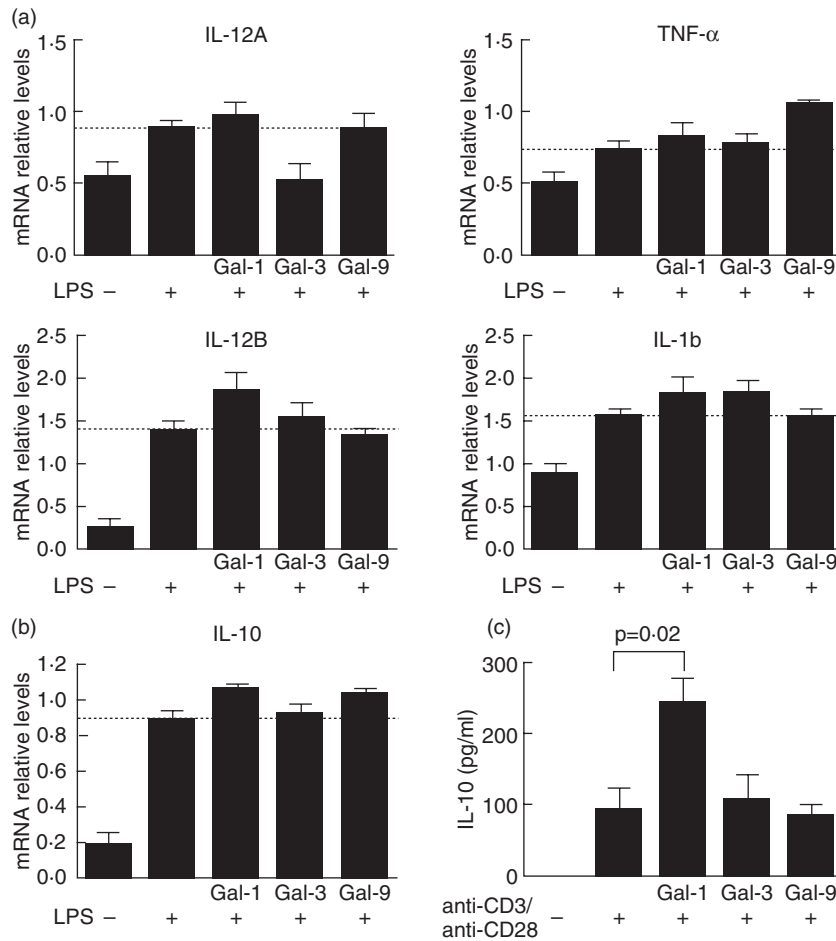 (a)
IL-12A
mRNA relative levels
1·5
1·0
0·5
0·0
Gal-1 Gal-3 Gal-9
LPS – + + + +
TNF-α
mRNA relative levels
1·5
1·0
0·5
0·0
Gal-1 Gal-3 Gal-9
– + + + +
IL-12B
mRNA relative levels
2·5
2·0
1·5
1·0
0·5
0·0
Gal-1 Gal-3 Gal-9
LPS – + + + +
IL-1b
mRNA relative levels
2·5
2·0
1·5
1·0
0·5
0·0
Gal-1 Gal-3 Gal-9
– + + + +
(b)
IL-10
mRNA relative levels
1·2
1·0
0.8
0·6
0·4
0·2
0·0
Gal-1 Gal-3 Gal-9
LPS – + + + +
(c)
p=0·02
IL-10 (pg/ml)
300
200
100
0
Gal-1 Gal-3 Gal-9
anti-CD3/
anti-CD28 – + + + +